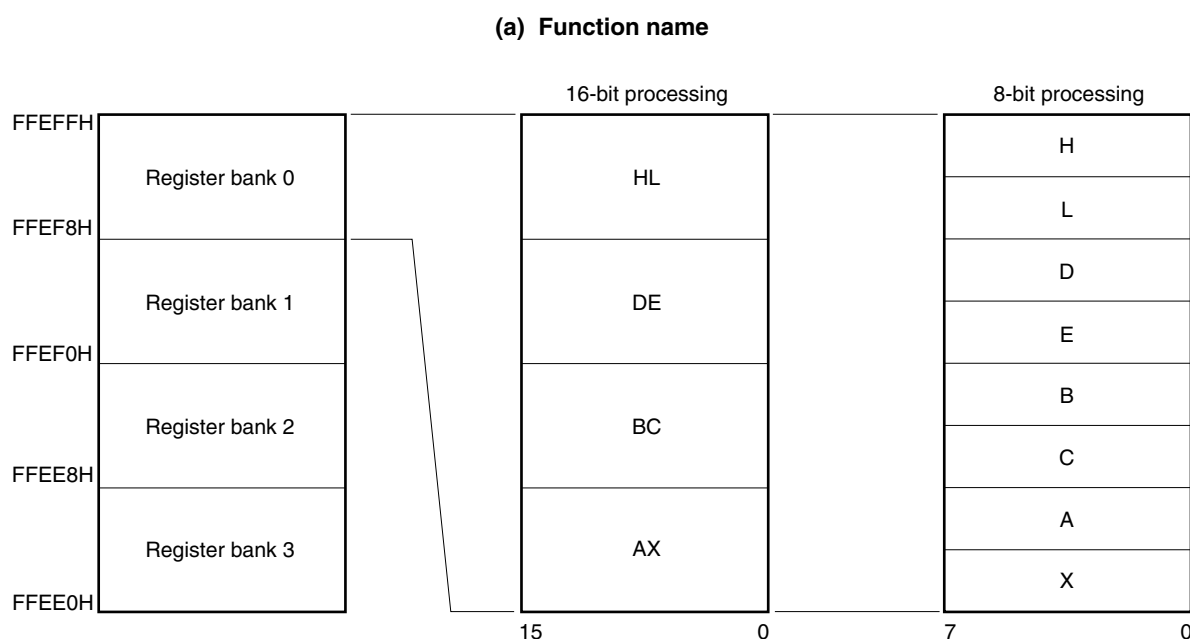 (a) Function name
16-bit processing
8-bit processing
FFEFFH
Register bank 0
HL
H
L
FFEF8H
Register bank 1
DE
D
E
FFEF0H
Register bank 2
BC
B
C
FFEE8H
Register bank 3
AX
A
X
FFEE0H
15 0 7 0